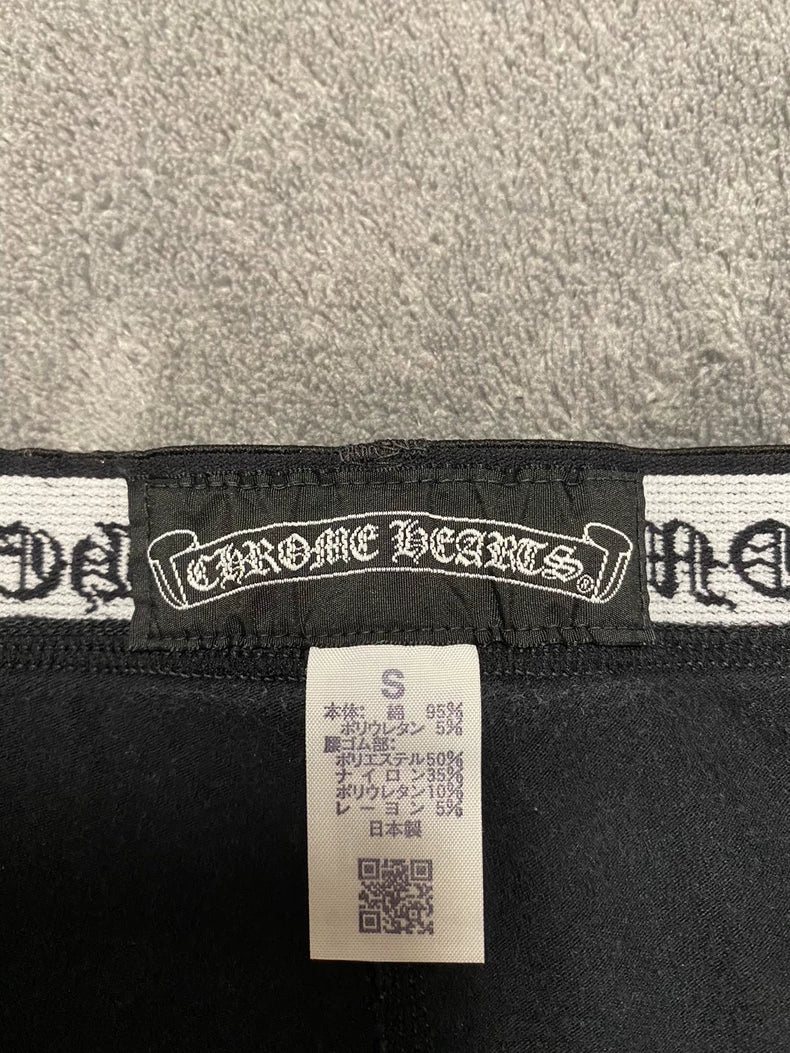 CHROME HEARTS®
S
本体: 綿 95%
ポリウレタン 5%
腰ゴム部:
ポリエステル50%
ナイロン35%
ポリウレタン10%
レーヨン 5%
日本製